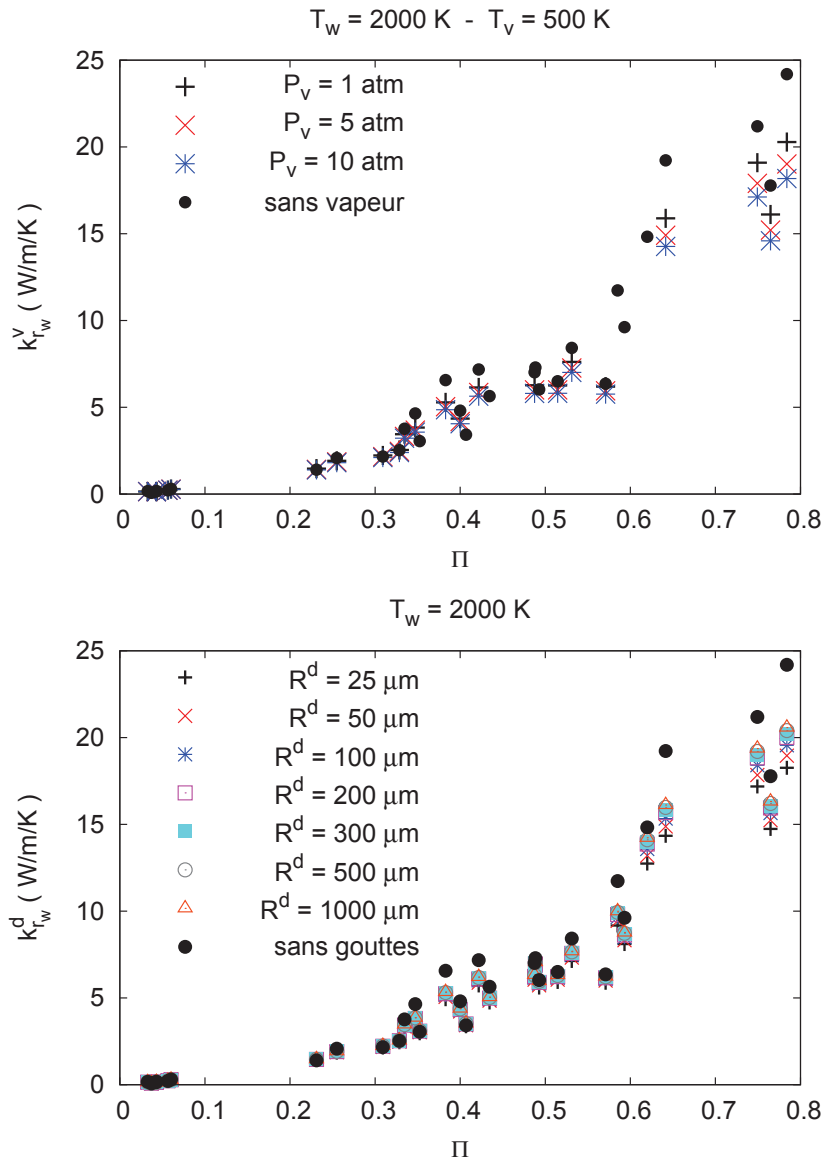 T_w = 2000 K - T_v = 500 K
25
20
15
10
5
0
k^v_{r_w} ( W/m/K )
P_v = 1 atm
P_v = 5 atm
P_v = 10 atm
sans vapeur
0 0.1 0.2 0.3 0.4 0.5 0.6 0.7 0.8
Π
T_w = 2000 K
25
20
15
10
5
0
k^d_{r_w} ( W/m/K )
R^d = 25 μm
R^d = 50 μm
R^d = 100 μm
R^d = 200 μm
R^d = 300 μm
R^d = 500 μm
R^d = 1000 μm
sans gouttes
0 0.1 0.2 0.3 0.4 0.5 0.6 0.7 0.8
Π